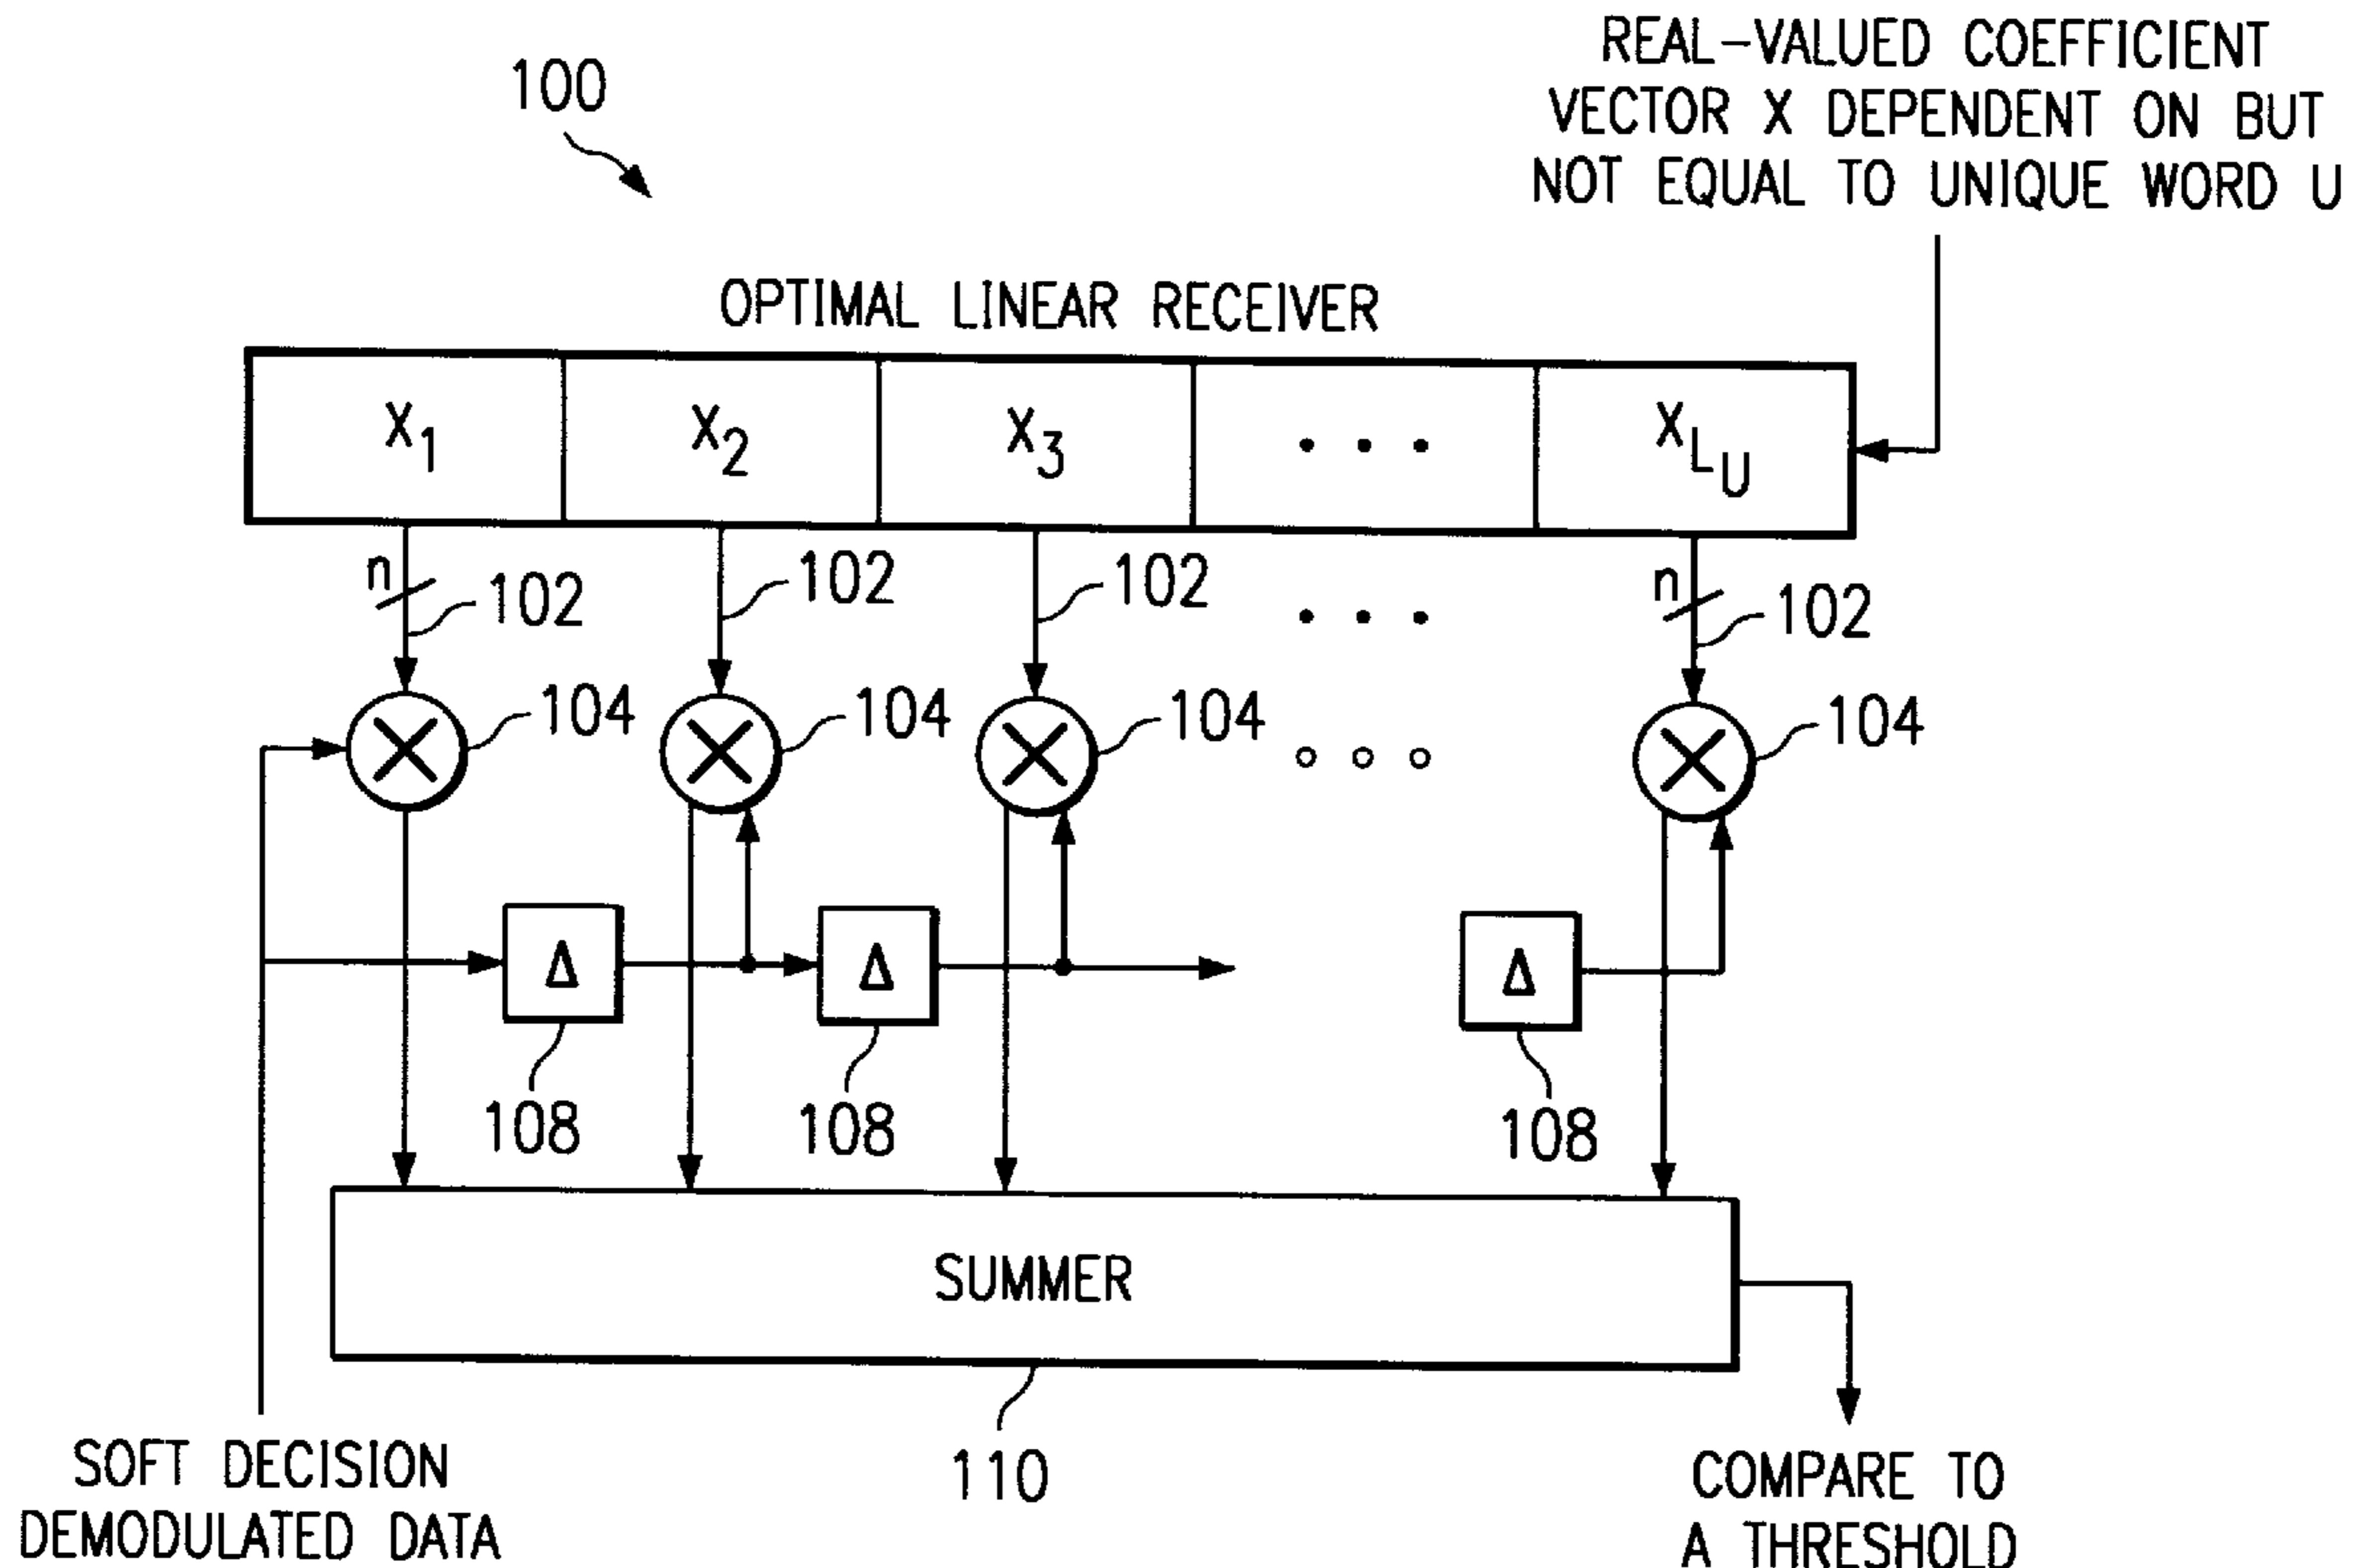 REAL-VALUED COEFFICIENT
VECTOR X DEPENDENT ON BUT
NOT EQUAL TO UNIQUE WORD U
100
OPTIMAL LINEAR RECEIVER
X1 X2 X3 • • • XLU
n 102 102 102 • • • n 102
104 104 104 104
Δ Δ Δ
108 108 108
SUMMER
110
SOFT DECISION
DEMODULATED DATA
COMPARE TO
A THRESHOLD